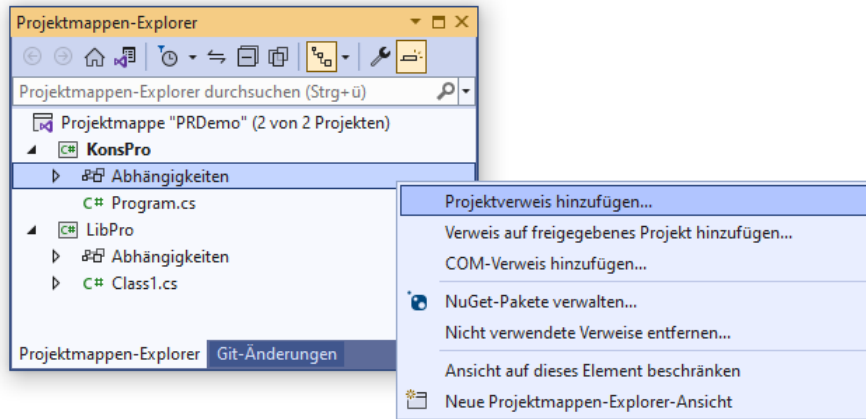 Projektmappen-Explorer
Projektmappen-Explorer durchsuchen (Strg+ü)
Projektmappe "PRDemo" (2 von 2 Projekten)
C# KonsPro
Abhängigkeiten
C# Program.cs
C# LibPro
Abhängigkeiten
C# Class1.cs
Projektmappen-Explorer Git-Änderungen
Projektverweis hinzufügen...
Verweis auf freigegebenes Projekt hinzufügen...
COM-Verweis hinzufügen...
NuGet-Pakete verwalten...
Nicht verwendete Verweise entfernen...
Ansicht auf dieses Element beschränken
Neue Projektmappen-Explorer-Ansicht